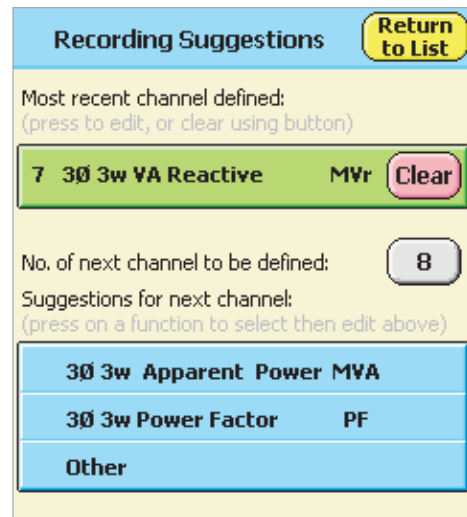 Recording Suggestions
Return
to List
Most recent channel defined:
(press to edit, or clear using button)
7 3Ø 3w VA Reactive MVr Clear
No. of next channel to be defined: 8
Suggestions for next channel:
(press on a function to select then edit above)
3Ø 3w Apparent Power MVA
3Ø 3w Power Factor PF
Other